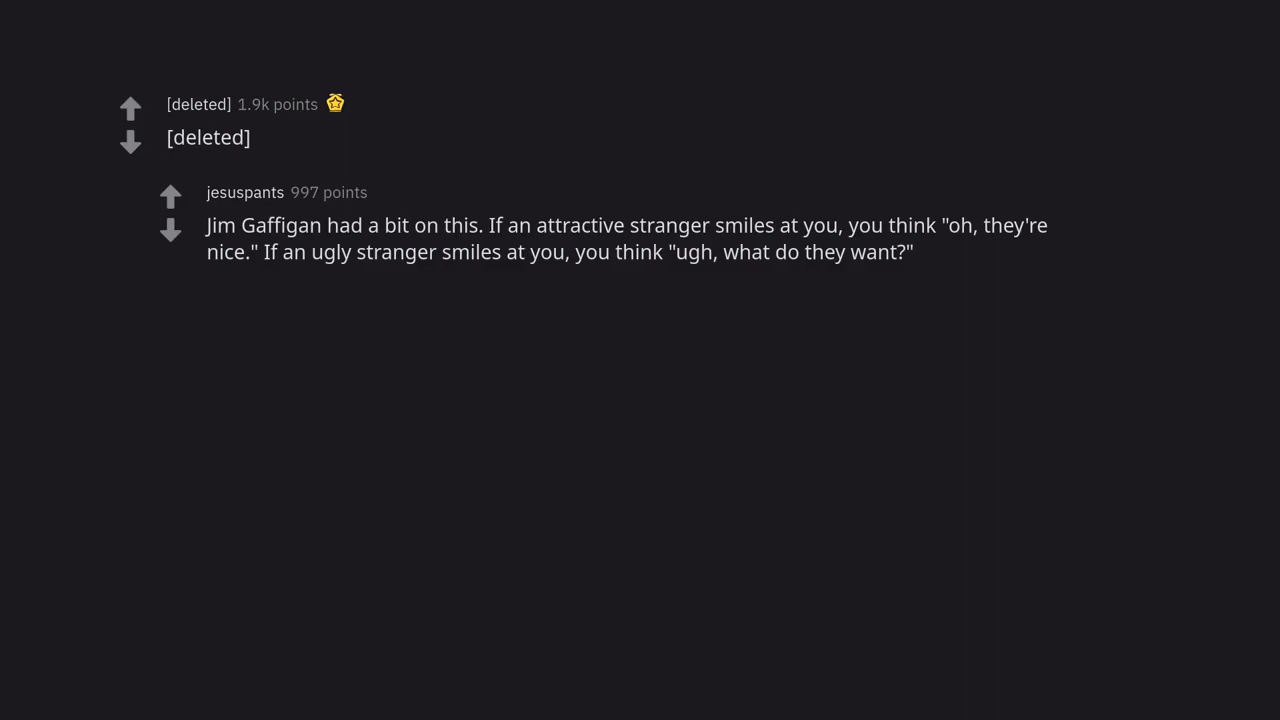 [deleted] 1.9k points
[deleted]
jesuspants 997 points
Jim Gaffigan had a bit on this. If an attractive stranger smiles at you, you think "oh, they're
nice." If an ugly stranger smiles at you, you think "ugh, what do they want?"